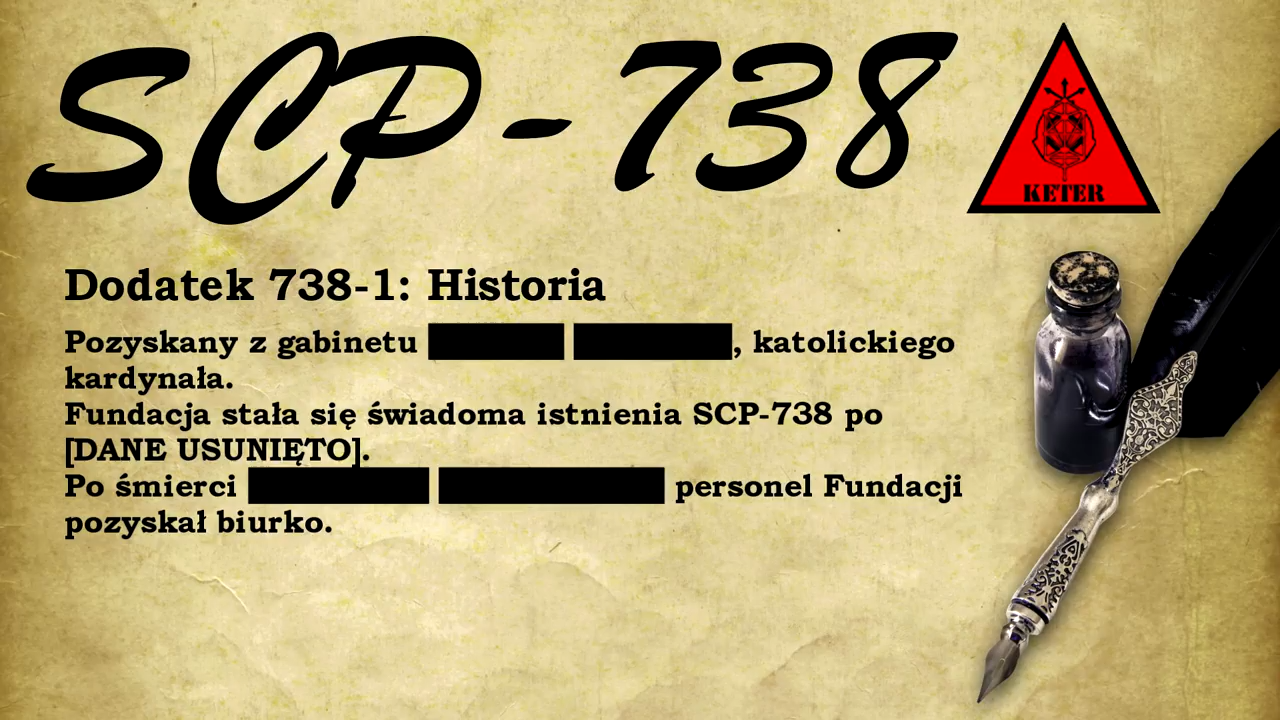 SCP-738
KETER
Dodatek 738-1: Historia
Pozyskany z gabinetu , katolickiego
kardynała.
Fundacja stała się świadoma istnienia SCP-738 po
[DANE USUNIĘTO].
Po śmierci personel Fundacji
pozyskał biurko.